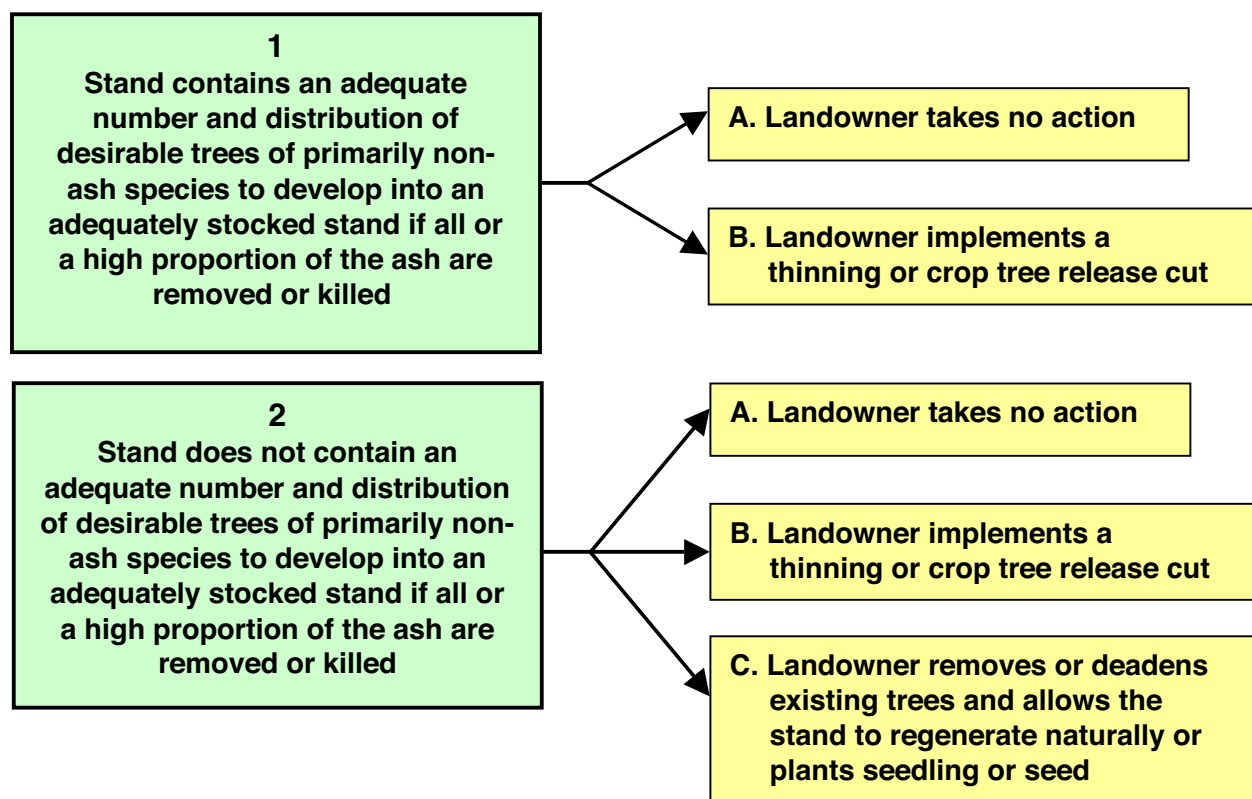 1
Stand contains an adequate
number and distribution of
desirable trees of primarily non-
ash species to develop into an
adequately stocked stand if all or
a high proportion of the ash are
removed or killed
A. Landowner takes no action
B. Landowner implements a
thinning or crop tree release cut
2
Stand does not contain an
adequate number and distribution
of desirable trees of primarily non-
ash species to develop into an
adequately stocked stand if all or
a high proportion of the ash are
removed or killed
A. Landowner takes no action
B. Landowner implements a
thinning or crop tree release cut
C. Landowner removes or deadens
existing trees and allows the
stand to regenerate naturally or
plants seedling or seed